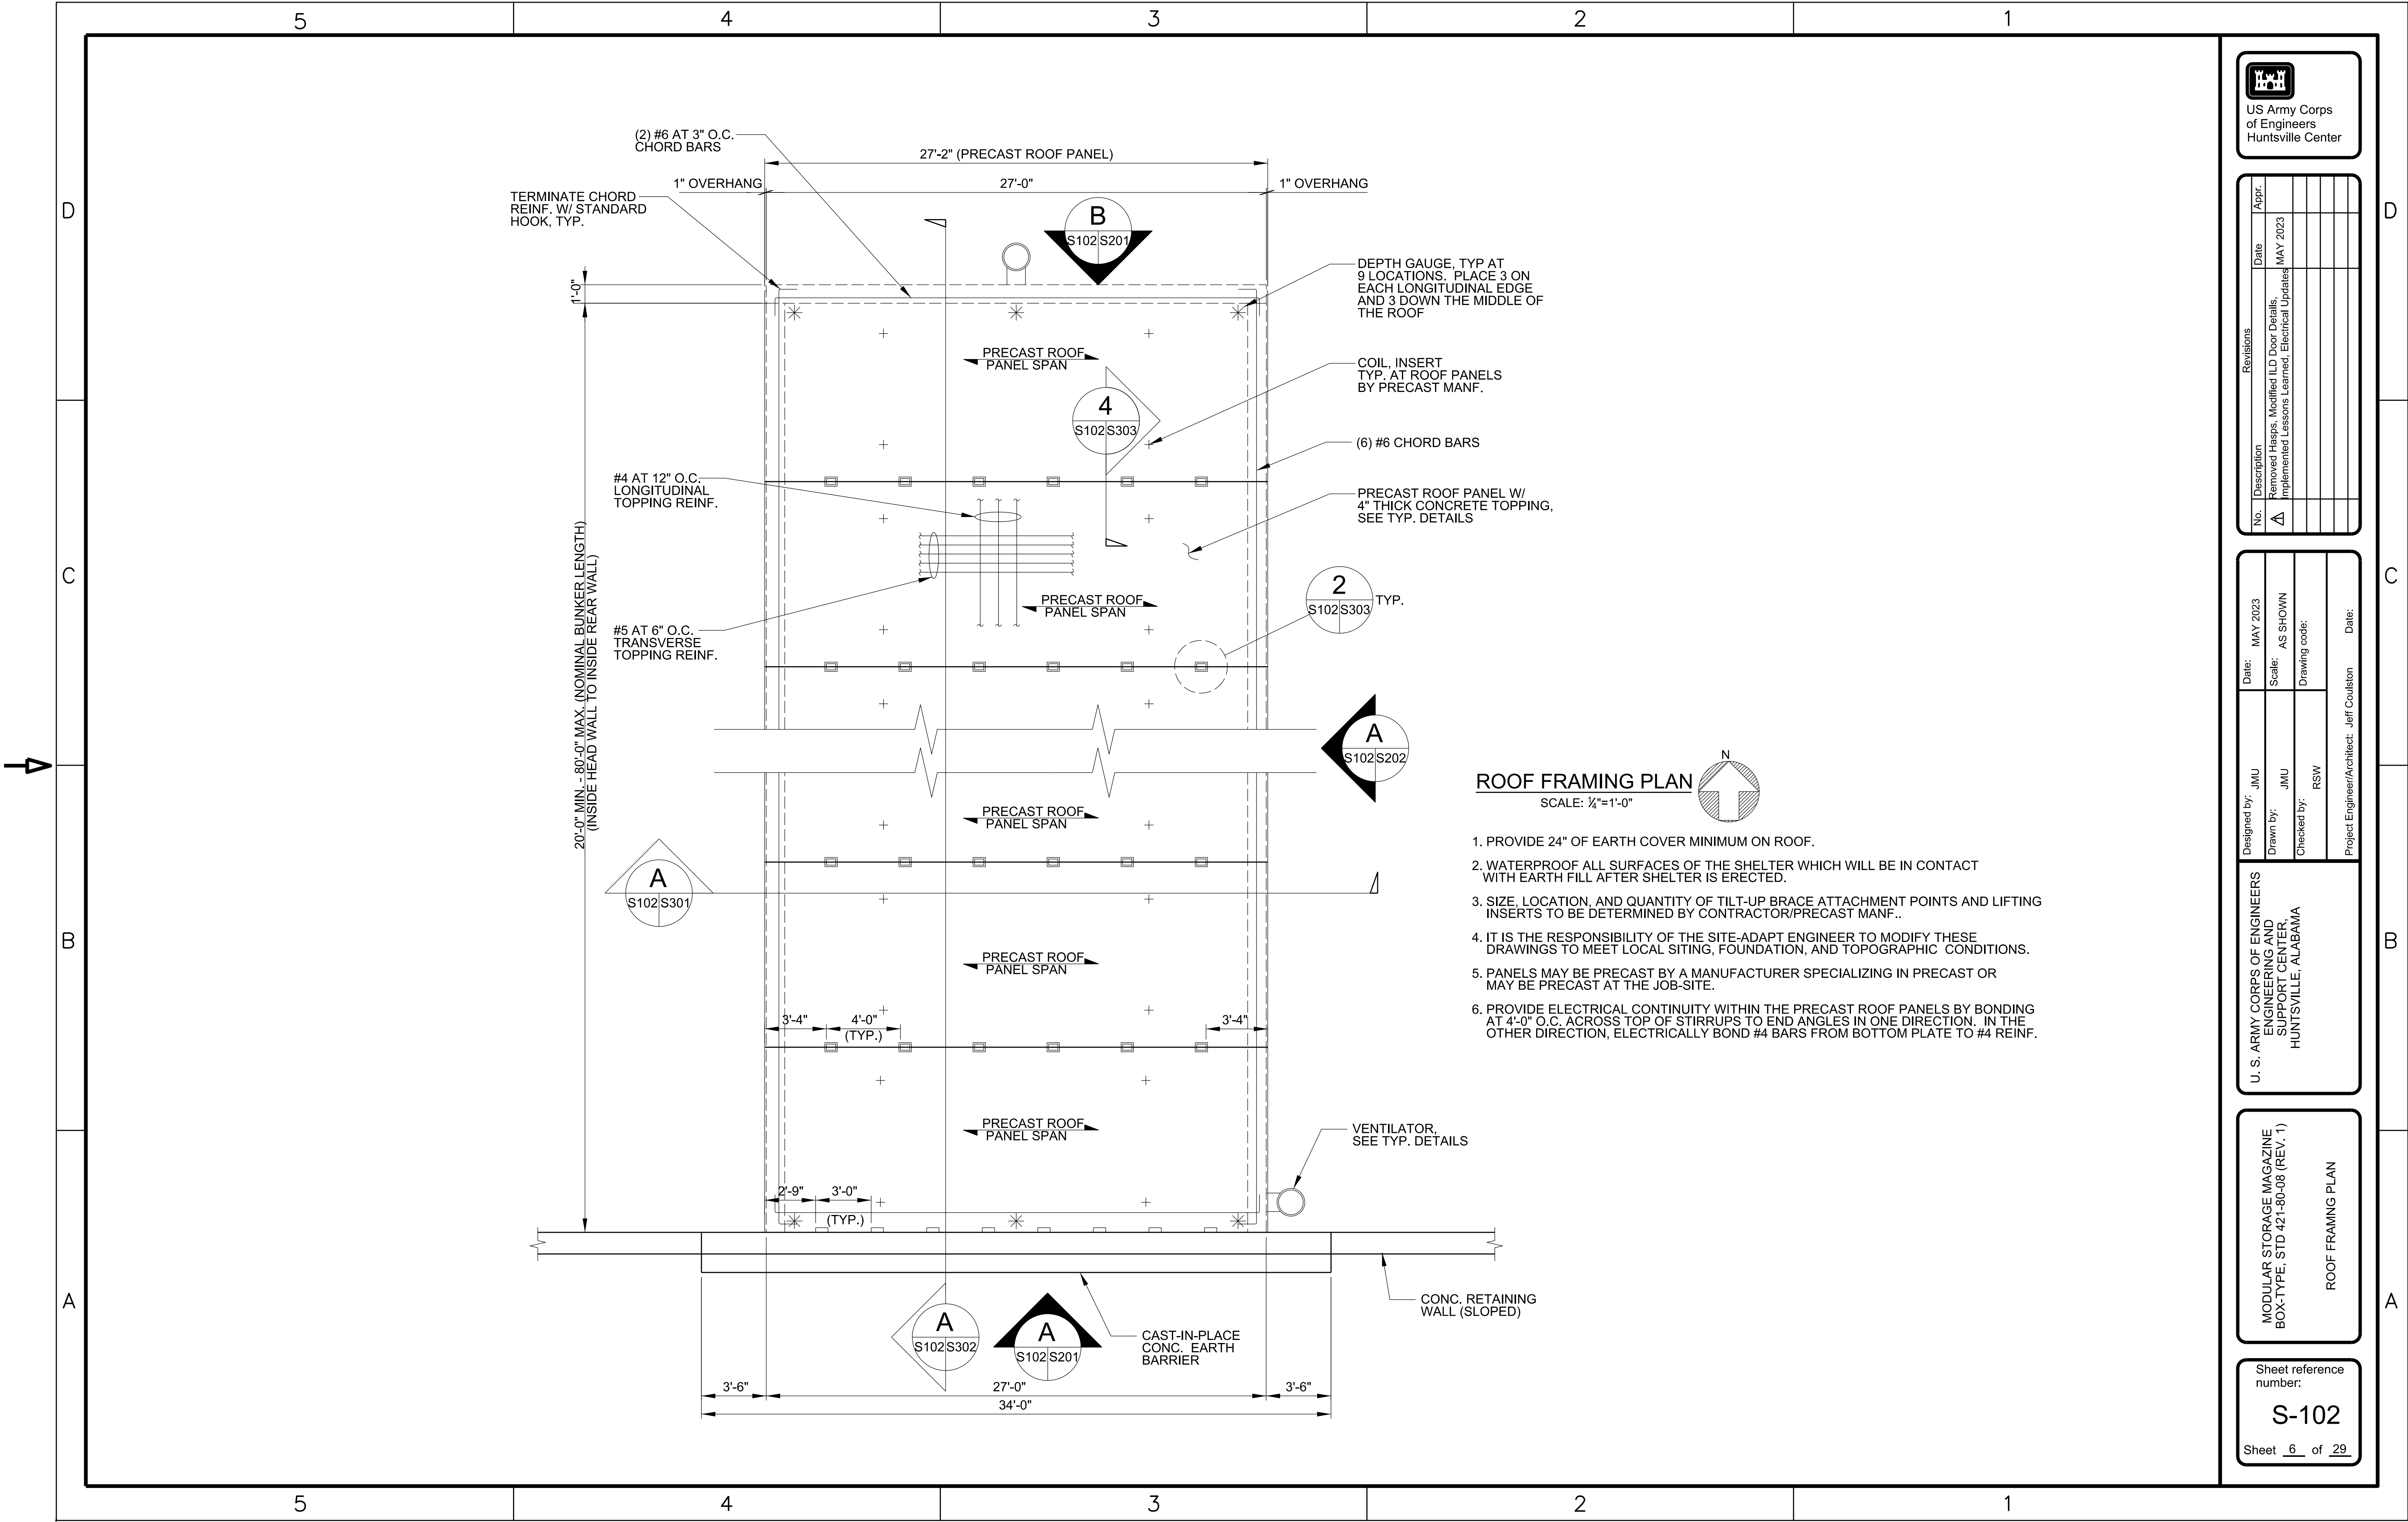 5 4 3 2 1
D
C
B
A
(2) #6 AT 3" O.C.
CHORD BARS
27'-2" (PRECAST ROOF PANEL)
1" OVERHANG
27'-0"
1" OVERHANG
TERMINATE CHORD
REINF. W/ STANDARD
HOOK, TYP.
B
S102 S201
1'-0"
DEPTH GAUGE, TYP AT
9 LOCATIONS. PLACE 3 ON
EACH LONGITUDINAL EDGE
AND 3 DOWN THE MIDDLE OF
THE ROOF
PRECAST ROOF
PANEL SPAN
COIL, INSERT
TYP. AT ROOF PANELS
BY PRECAST MANF.
4
S102 S303
(6) #6 CHORD BARS
#4 AT 12" O.C.
LONGITUDINAL
TOPPING REINF.
PRECAST ROOF PANEL W/
4" THICK CONCRETE TOPPING,
SEE TYP. DETAILS
20'-0" MIN. - 80'-0" MAX. (NOMINAL BUNKER LENGTH)
(INSIDE HEAD WALL TO INSIDE REAR WALL)
2
S102 S303
TYP.
PRECAST ROOF
PANEL SPAN
#5 AT 6" O.C.
TRANSVERSE
TOPPING REINF.
A
S102 S202
PRECAST ROOF
PANEL SPAN
A
S102 S301
PRECAST ROOF
PANEL SPAN
3'-4"
4'-0"
(TYP.)
3'-4"
PRECAST ROOF
PANEL SPAN
VENTILATOR,
SEE TYP. DETAILS
2'-9"
3'-0"
(TYP.)
CONC. RETAINING
WALL (SLOPED)
A
S102 S302
A
S102 S201
CAST-IN-PLACE
CONC. EARTH
BARRIER
3'-6"
27'-0"
3'-6"
34'-0"
ROOF FRAMING PLAN
SCALE: ¼"=1'-0"
N
1. PROVIDE 24" OF EARTH COVER MINIMUM ON ROOF.
2. WATERPROOF ALL SURFACES OF THE SHELTER WHICH WILL BE IN CONTACT
WITH EARTH FILL AFTER SHELTER IS ERECTED.
3. SIZE, LOCATION, AND QUANTITY OF TILT-UP BRACE ATTACHMENT POINTS AND LIFTING
INSERTS TO BE DETERMINED BY CONTRACTOR/PRECAST MANF..
4. IT IS THE RESPONSIBILITY OF THE SITE-ADAPT ENGINEER TO MODIFY THESE
DRAWINGS TO MEET LOCAL SITING, FOUNDATION, AND TOPOGRAPHIC CONDITIONS.
5. PANELS MAY BE PRECAST BY A MANUFACTURER SPECIALIZING IN PRECAST OR
MAY BE PRECAST AT THE JOB-SITE.
6. PROVIDE ELECTRICAL CONTINUITY WITHIN THE PRECAST ROOF PANELS BY BONDING
AT 4'-0" O.C. ACROSS TOP OF STIRRUPS TO END ANGLES IN ONE DIRECTION. IN THE
OTHER DIRECTION, ELECTRICALLY BOND #4 BARS FROM BOTTOM PLATE TO #4 REINF.
US Army Corps
of Engineers
Huntsville Center
Revisions
No. Description Date Appr.
1 Removed Hasps, Modified ILD Door Details,
Implemented Lessons Learned, Electrical Updates MAY 2023
Designed by: JMU
Date: MAY 2023
Drawn by: JMU
Scale: AS SHOWN
Checked by: RSW
Drawing code:
Project Engineer/Architect: Jeff Coulston Date:
U. S. ARMY CORPS OF ENGINEERS
ENGINEERING AND
SUPPORT CENTER,
HUNTSVILLE, ALABAMA
MODULAR STORAGE MAGAZINE
BOX-TYPE, STD 421-80-08 (REV. 1)
ROOF FRAMNG PLAN
Sheet reference
number:
S-102
Sheet 6 of 29
D
C
B
A
5 4 3 2 1